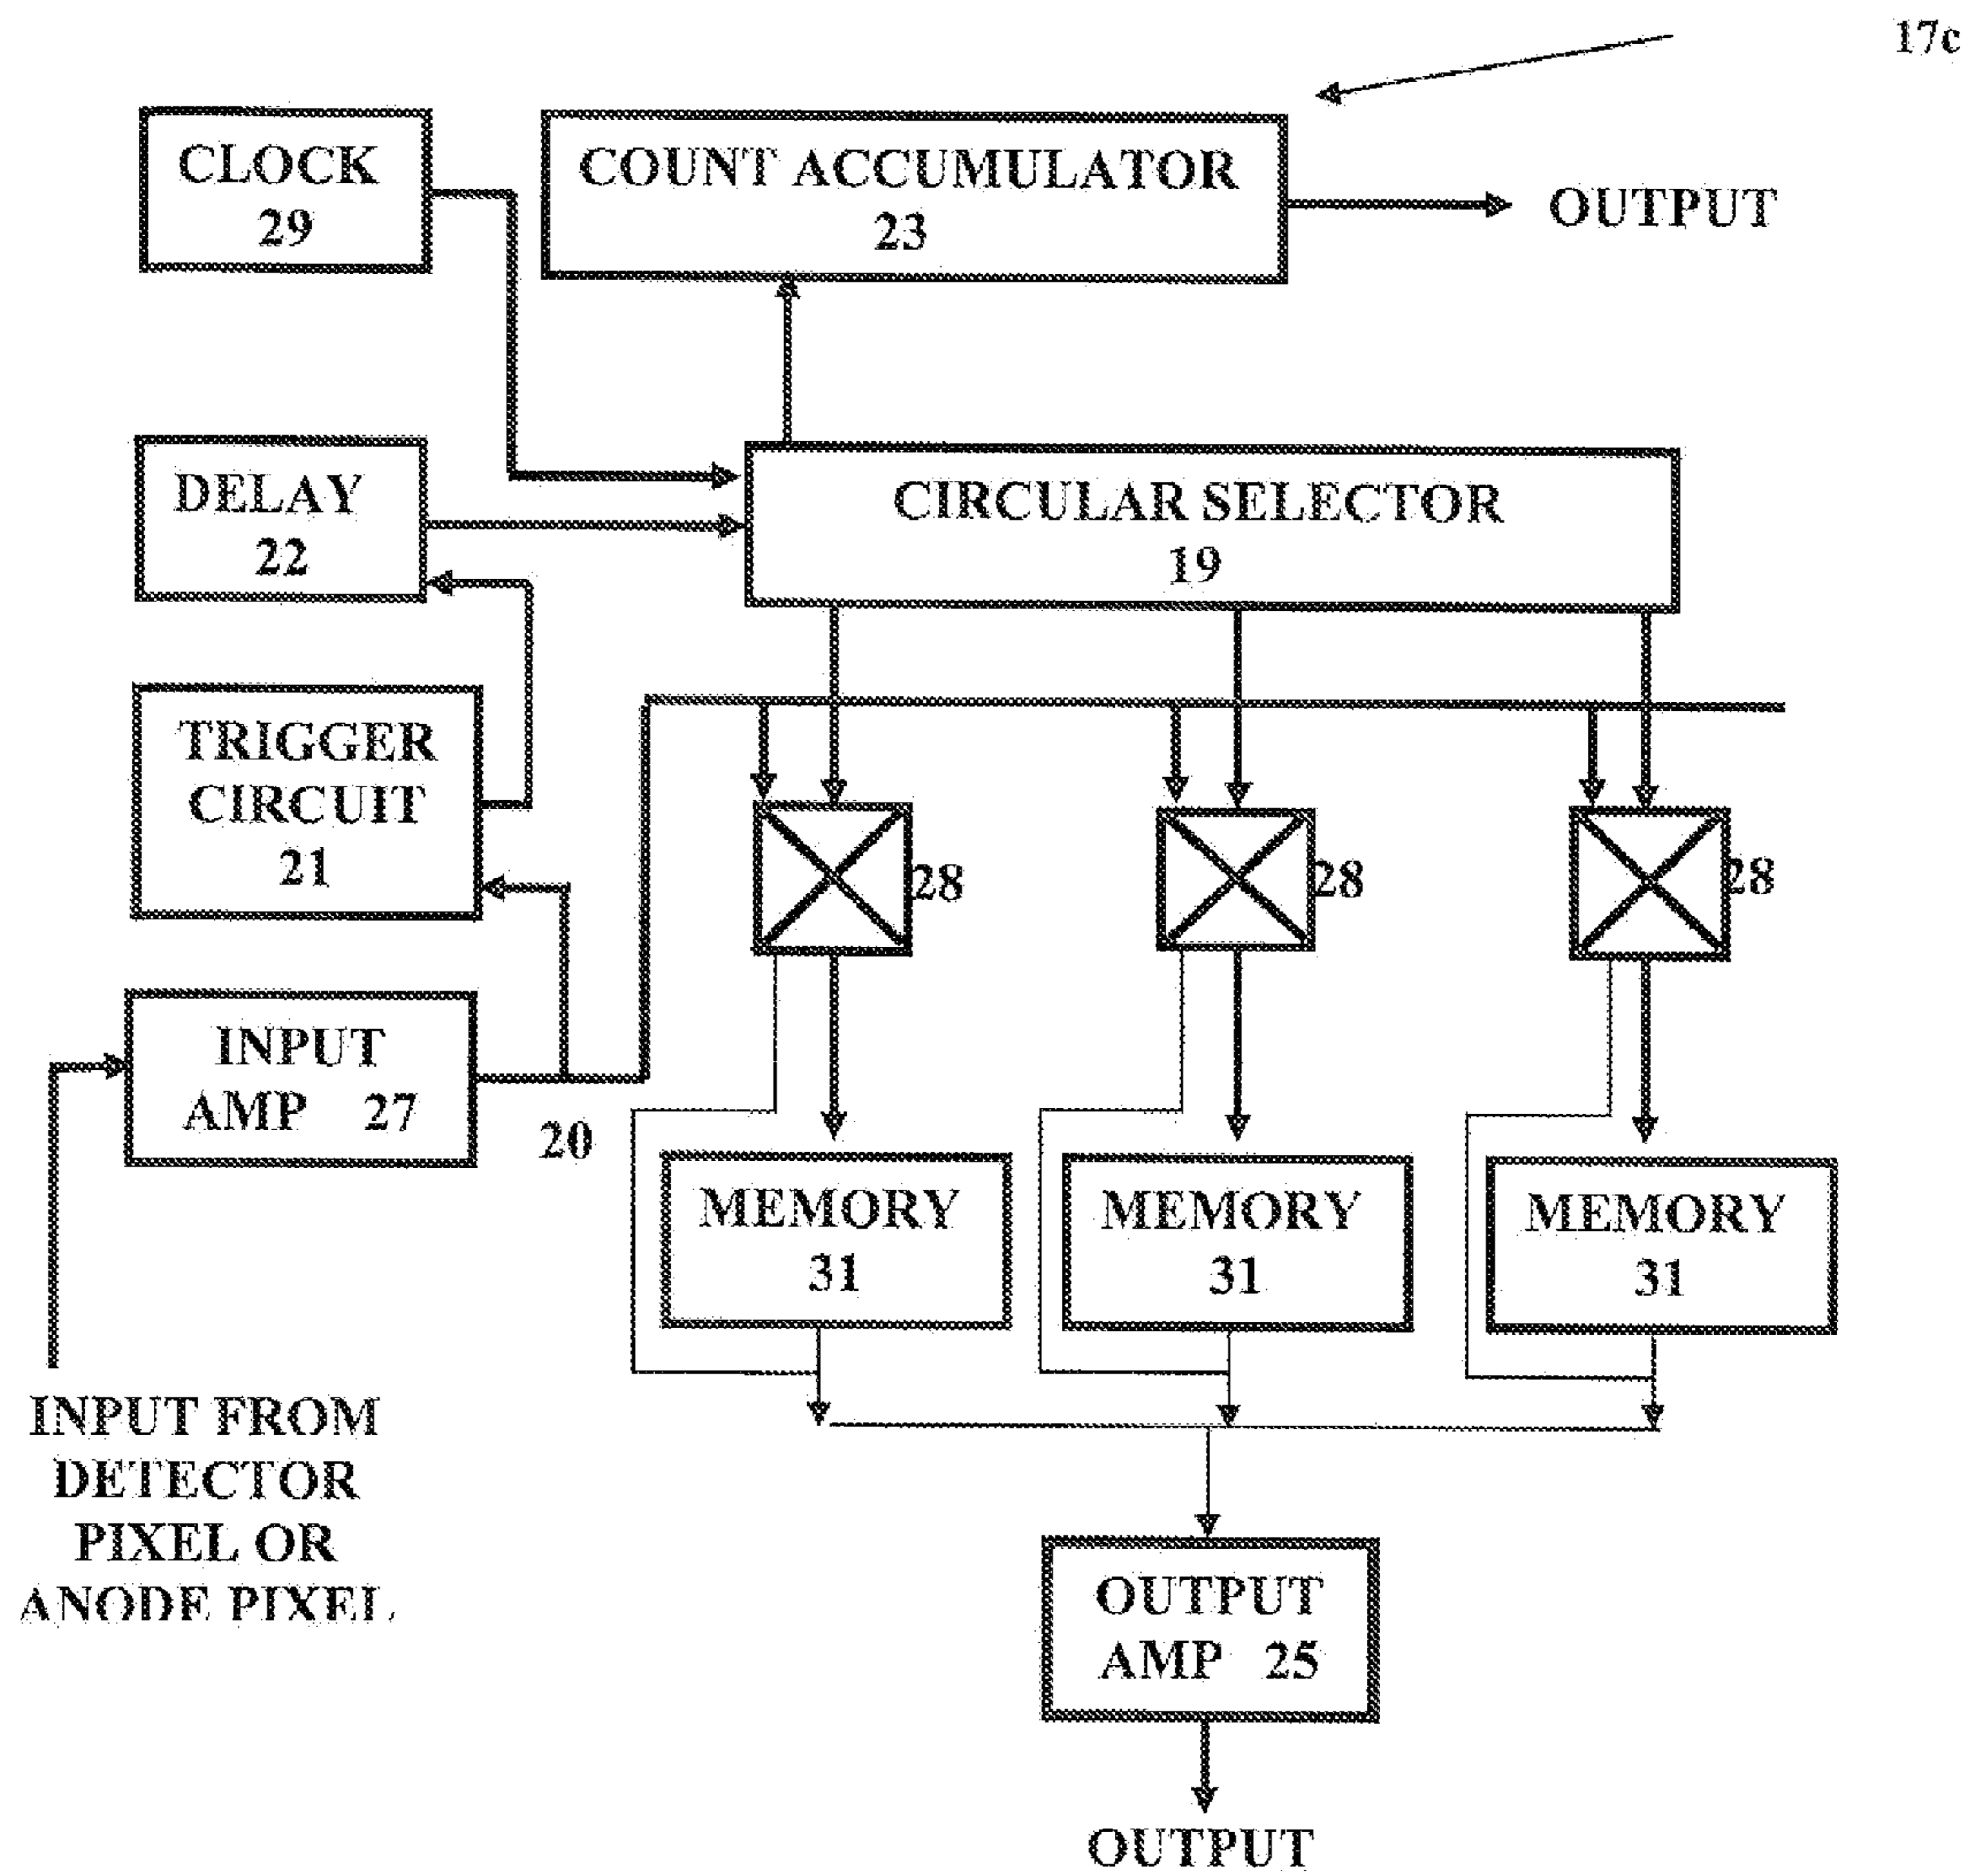 17c
CLOCK
29
COUNT ACCUMULATOR
23
OUTPUT
DELAY
22
CIRCULAR SELECTOR
19
TRIGGER
CIRCUIT
21
28
28
28
INPUT
AMP 27
20
MEMORY
31
MEMORY
31
MEMORY
31
INPUT FROM
DETECTOR
PIXEL OR
ANODE PIXEL
OUTPUT
AMP 25
OUTPUT